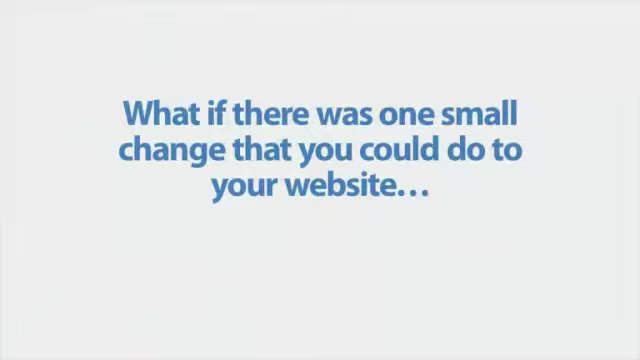 What if there was one small
change that you could do to
your website…